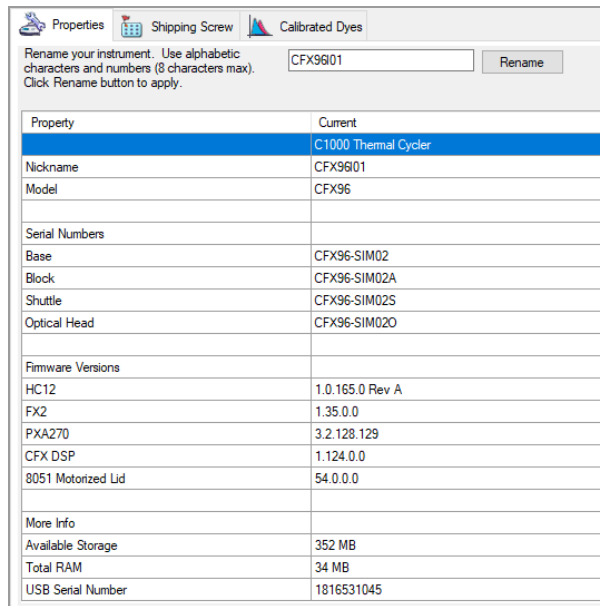 Properties Shipping Screw Calibrated Dyes
Rename your instrument. Use alphabetic
characters and numbers (8 characters max).
Click Rename button to apply.
CFX96I01 Rename
Property Current
C1000 Thermal Cycler
Nickname CFX96I01
Model CFX96
Serial Numbers
Base CFX96-SIM02
Block CFX96-SIM02A
Shuttle CFX96-SIM02S
Optical Head CFX96-SIM02O
Firmware Versions
HC12 1.0.165.0 Rev A
FX2 1.35.0.0
PXA270 3.2.128.129
CFX DSP 1.124.0.0
8051 Motorized Lid 54.0.0.0
More Info
Available Storage 352 MB
Total RAM 34 MB
USB Serial Number 1816531045